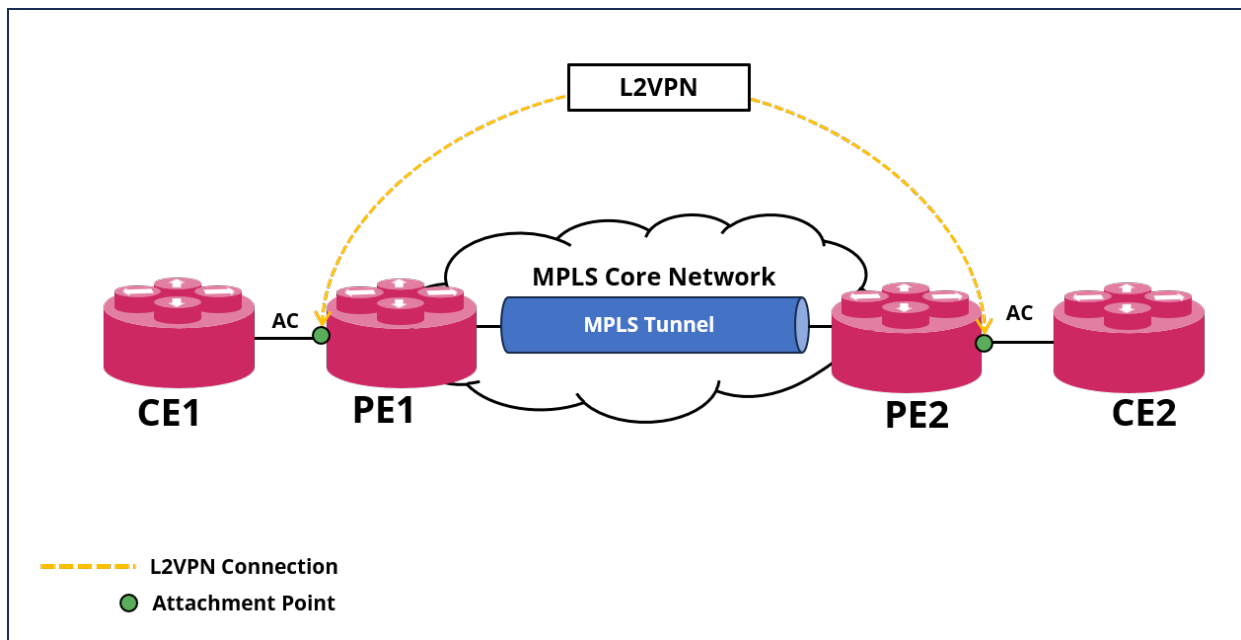 L2VPN
MPLS Core Network
AC
MPLS Tunnel
AC
CE1
PE1
PE2
CE2
L2VPN Connection
Attachment Point